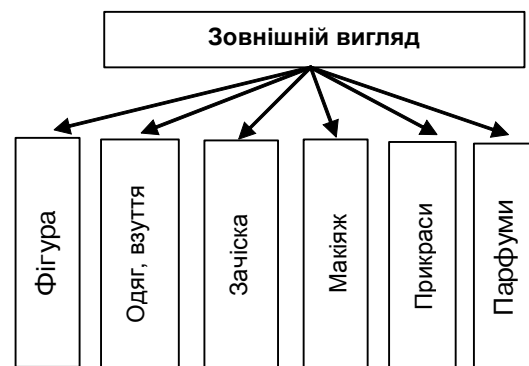 Зовнішній вигляд
Фігура
Одяг, взуття
Зачіска
Макіяж
Прикраси
Парфуми